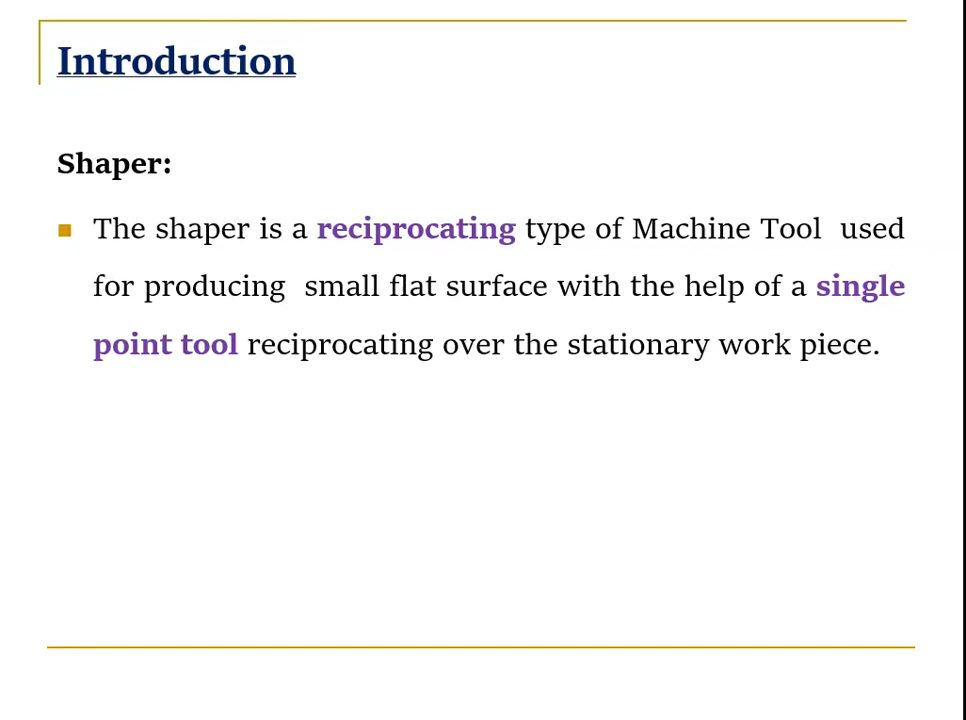 Introduction
Shaper:
The shaper is a reciprocating type of Machine Tool used
for producing small flat surface with the help of a single
point tool reciprocating over the stationary work piece.